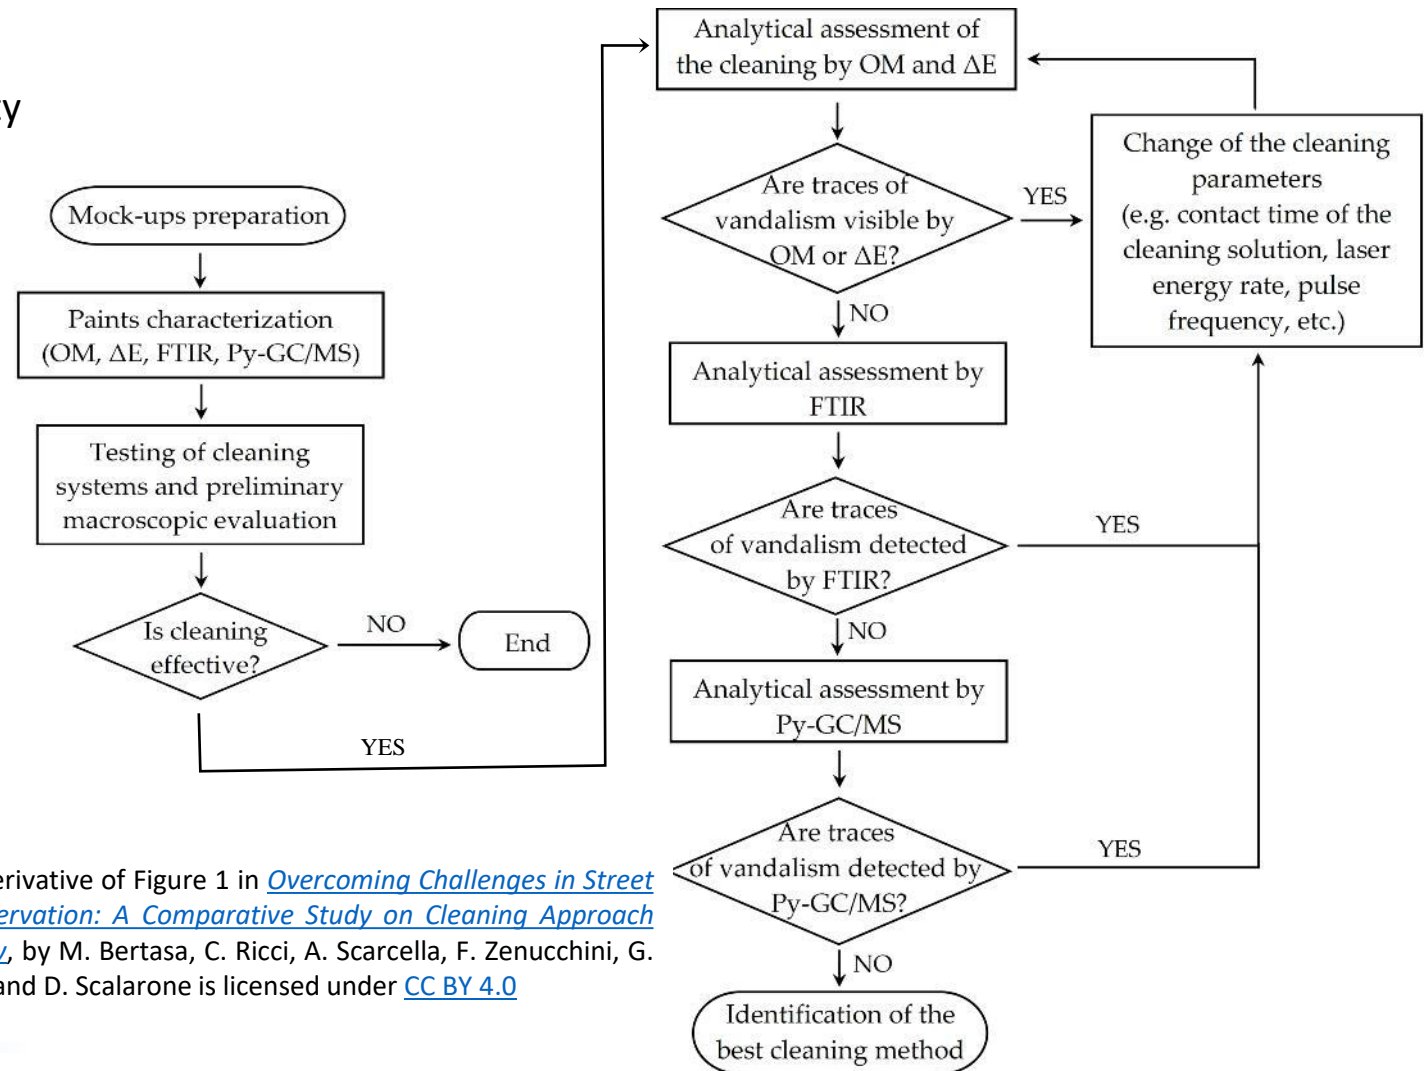 ty
Mock-ups preparation
Paints characterization
(OM, ΔE, FTIR, Py-GC/MS)
Testing of cleaning
systems and preliminary
macroscopic evaluation
Is cleaning
effective?
NO
End
YES
Analytical assessment of
the cleaning by OM and ΔE
Are traces of
vandalism visible by
OM or ΔE?
YES
Change of the cleaning
parameters
(e.g. contact time of the
cleaning solution, laser
energy rate, pulse
frequency, etc.)
NO
Analytical assessment by
FTIR
Are traces
of vandalism detected
by FTIR?
YES
NO
Analytical assessment by
Py-GC/MS
Are traces
of vandalism detected by
Py-GC/MS?
YES
NO
Identification of the
best cleaning method
erivative of Figure 1 in Overcoming Challenges in Street
ervation: A Comparative Study on Cleaning Approach
, by M. Bertasa, C. Ricci, A. Scarcella, F. Zenucchini, G.
and D. Scalarone is licensed under CC BY 4.0